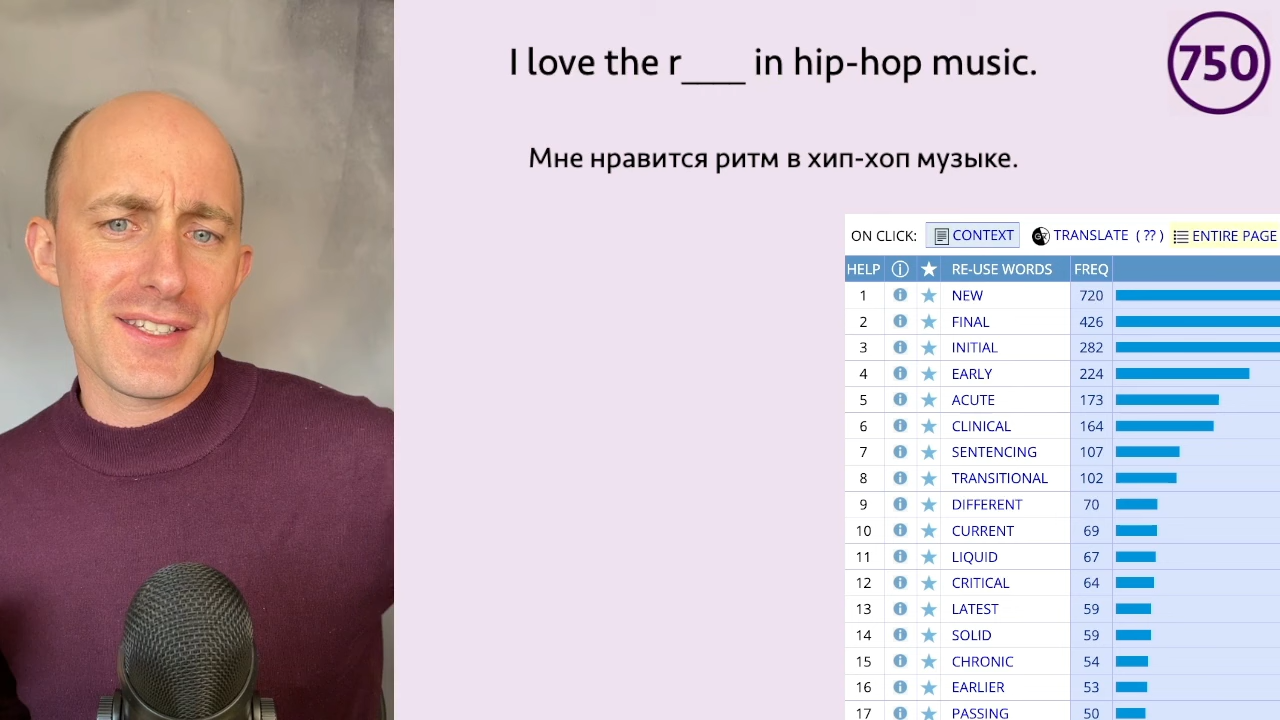 I love the r___ in hip-hop music.
750
Мне нравится ритм в хип-хоп музыке.
ON CLICK: CONTEXT TRANSLATE ( ?? ) ENTIRE PAGE
HELP RE-USE WORDS FREQ
1 NEW 720
2 FINAL 426
3 INITIAL 282
4 EARLY 224
5 ACUTE 173
6 CLINICAL 164
7 SENTENCING 107
8 TRANSITIONAL 102
9 DIFFERENT 70
10 CURRENT 69
11 LIQUID 67
12 CRITICAL 64
13 LATEST 59
14 SOLID 59
15 CHRONIC 54
16 EARLIER 53
17 PASSING 50